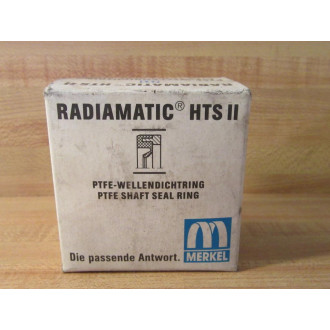 RADIAMATIC® HTS II
PTFE-WELLENDICHTRING
PTFE SHAFT SEAL RING
Die passende Antwort.
MERKEL